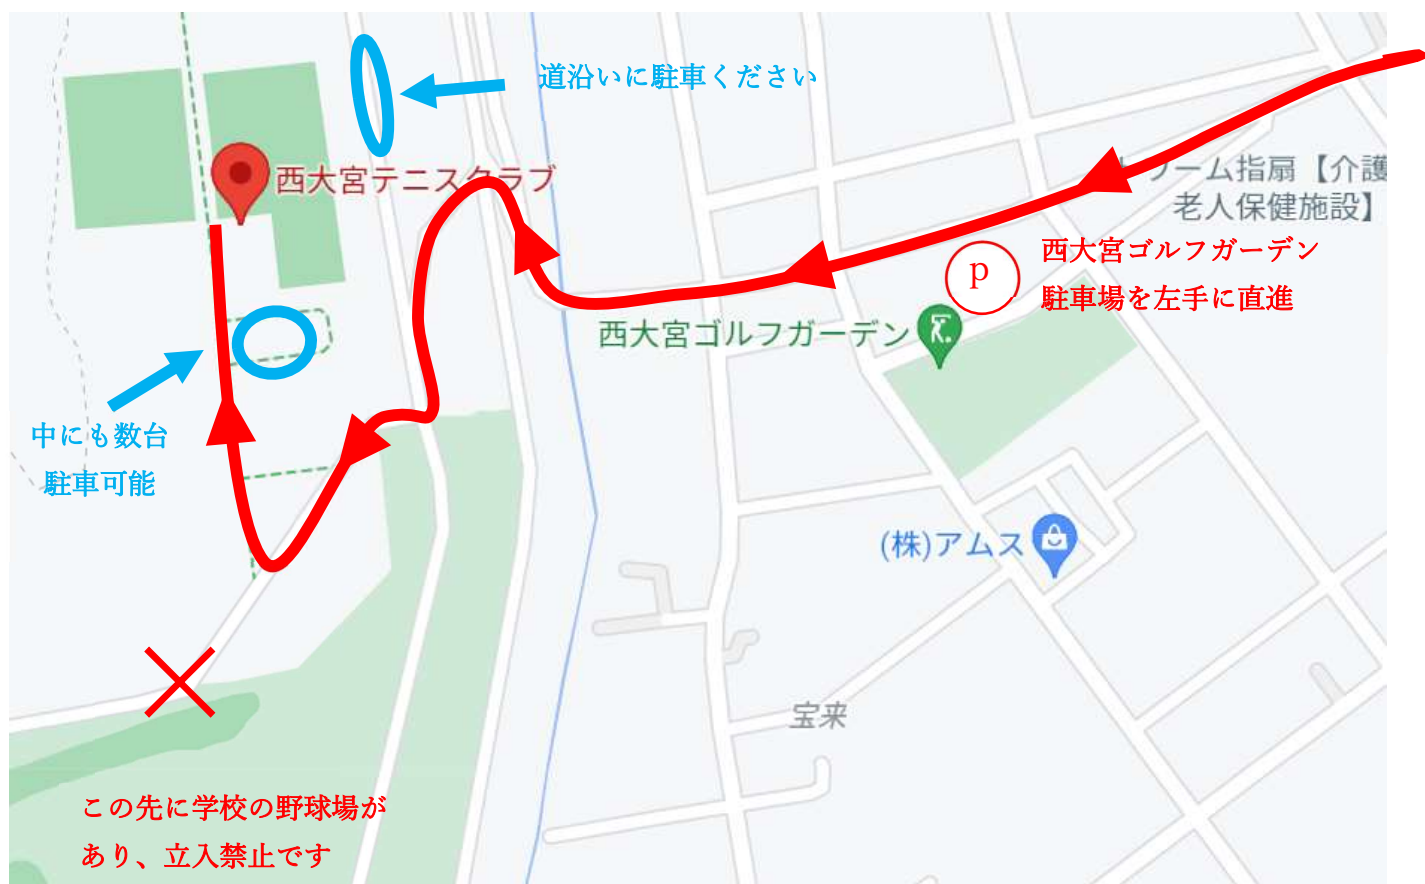 道沿いに駐車ください
西大宮テニスクラブ
ーム指扇【介護
老人保健施設】
西大宮ゴルフガーデン
駐車場を左手に直進
p
西大宮ゴルフガーデン
中にも数台
駐車可能
(株)アムス
宝来
この先に学校の野球場が
あり、立入禁止です